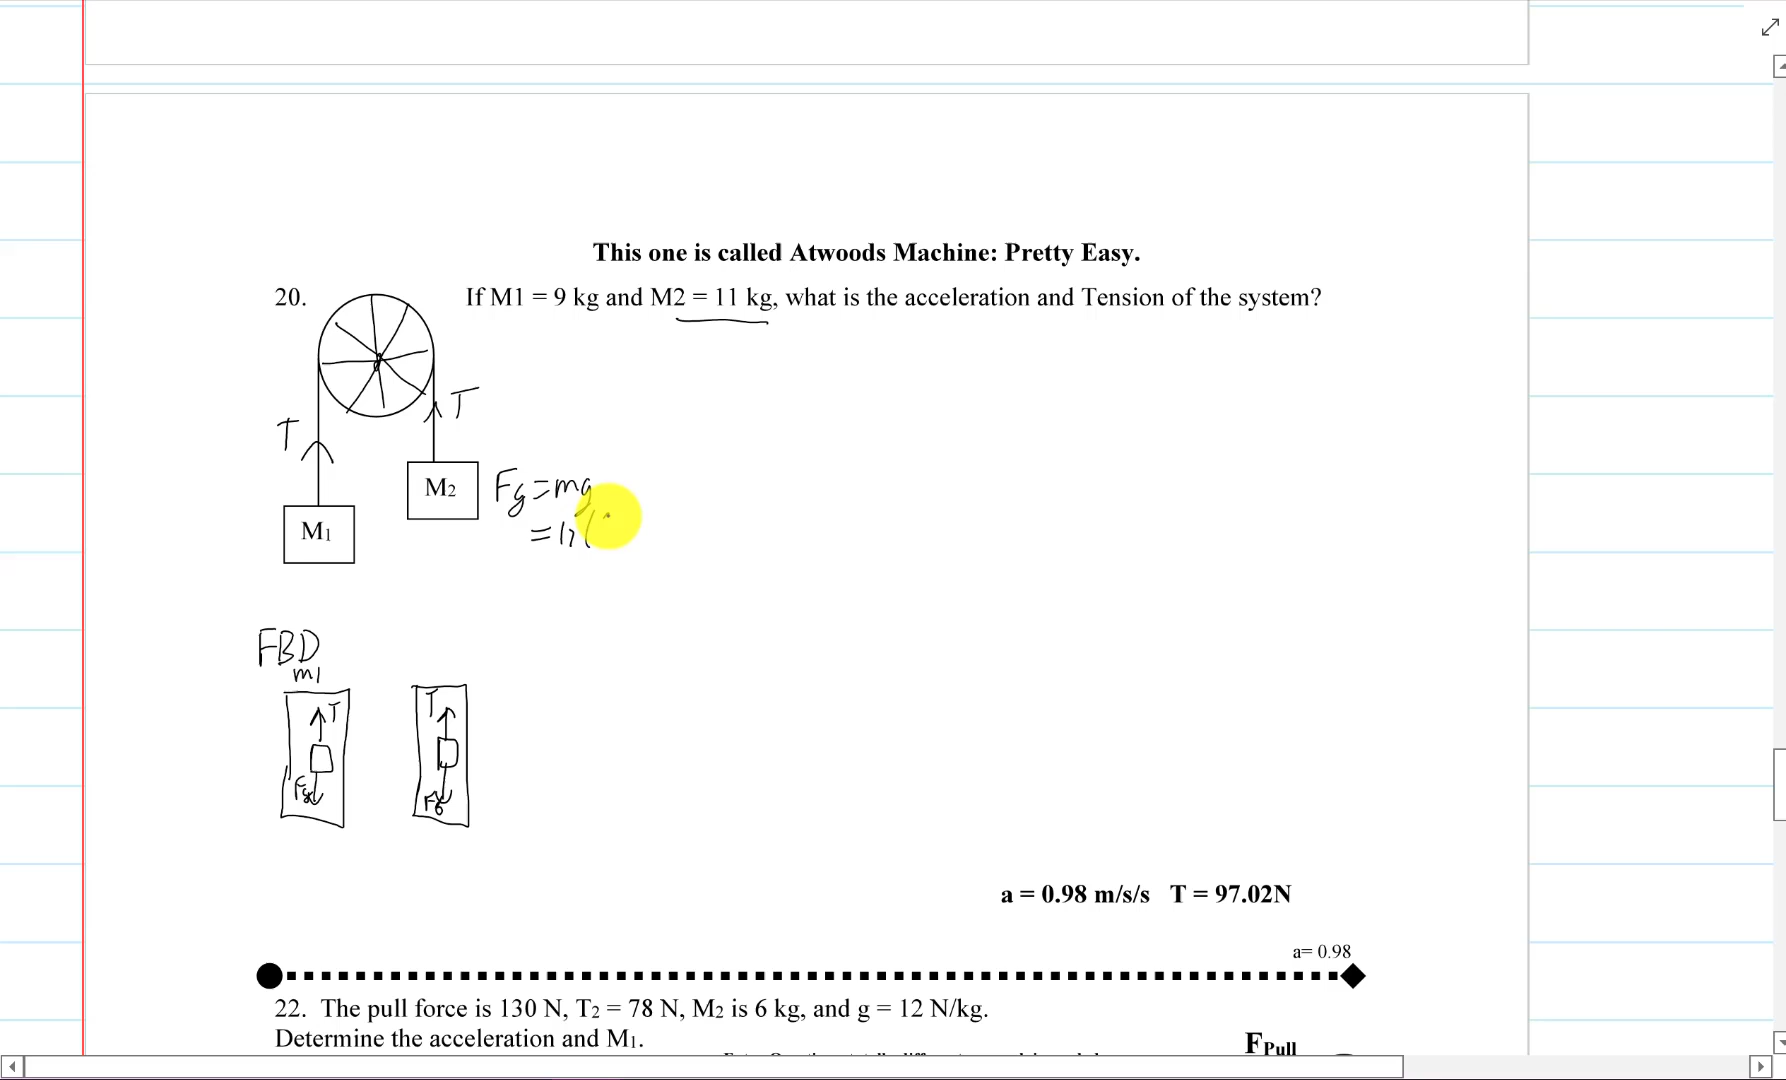 This one is called Atwoods Machine: Pretty Easy.
20. If M1 = 9 kg and M2 = 11 kg, what is the acceleration and Tension of the system?
T
T
M2 Fg = mg
= 11(
M1
FBD
m1
T T
Fg Fg
a = 0.98 m/s/s T = 97.02N
a= 0.98
22. The pull force is 130 N, T2 = 78 N, M2 is 6 kg, and g = 12 N/kg.
Determine the acceleration and M1.
FPull